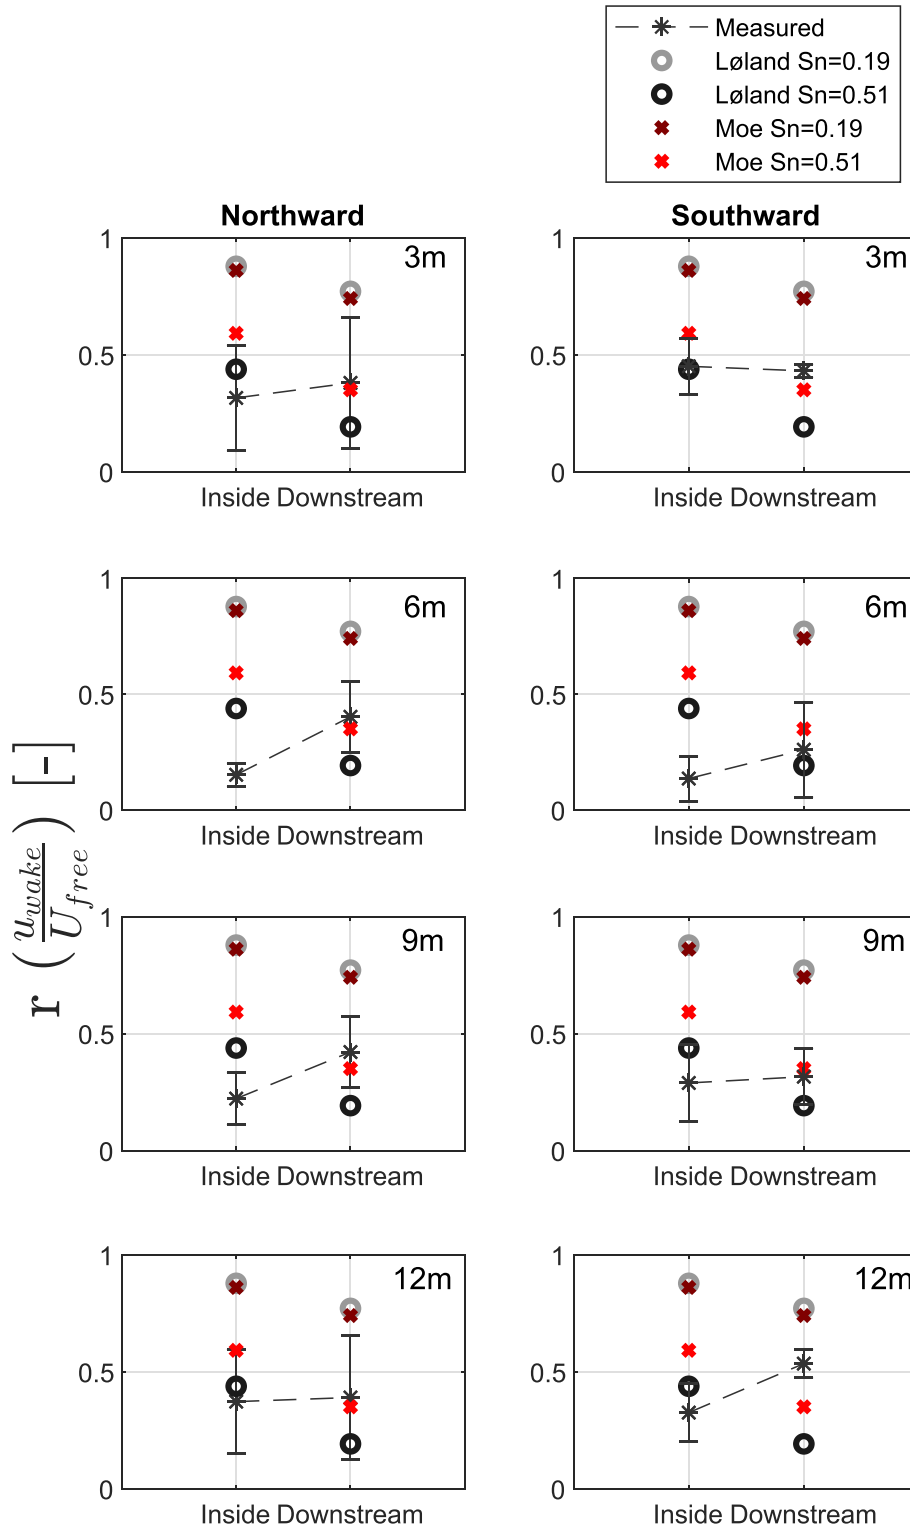 Measured
Løland Sn=0.19
Løland Sn=0.51
Moe Sn=0.19
Moe Sn=0.51
Northward
Southward
1
3m
0.5
0
Inside Downstream
1
3m
0.5
0
Inside Downstream
1
6m
0.5
0
Inside Downstream
1
6m
0.5
0
Inside Downstream
r (u_wake/U_free) [-]
1
9m
0.5
0
Inside Downstream
1
9m
0.5
0
Inside Downstream
1
12m
0.5
0
Inside Downstream
1
12m
0.5
0
Inside Downstream